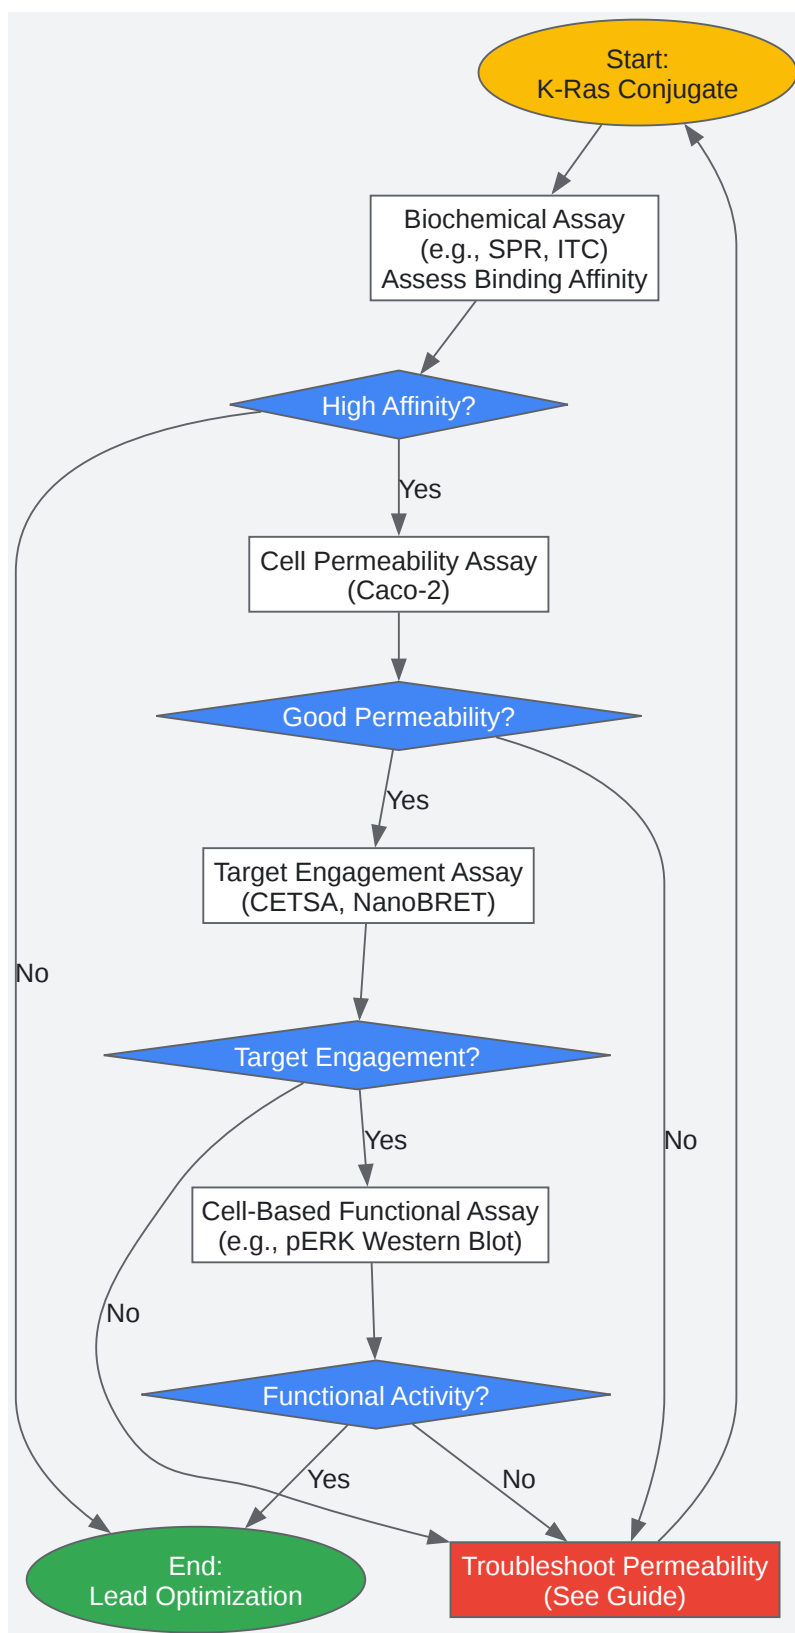 Start:
K-Ras Conjugate
Biochemical Assay
(e.g., SPR, ITC)
Assess Binding Affinity
High Affinity?
Yes
Cell Permeability Assay
(Caco-2)
Good Permeability?
Yes
Target Engagement Assay
(CETSA, NanoBRET)
No
Target Engagement?
Yes
No
Cell-Based Functional Assay
(e.g., pERK Western Blot)
No
Functional Activity?
Yes
No
End:
Lead Optimization
Troubleshoot Permeability
(See Guide)